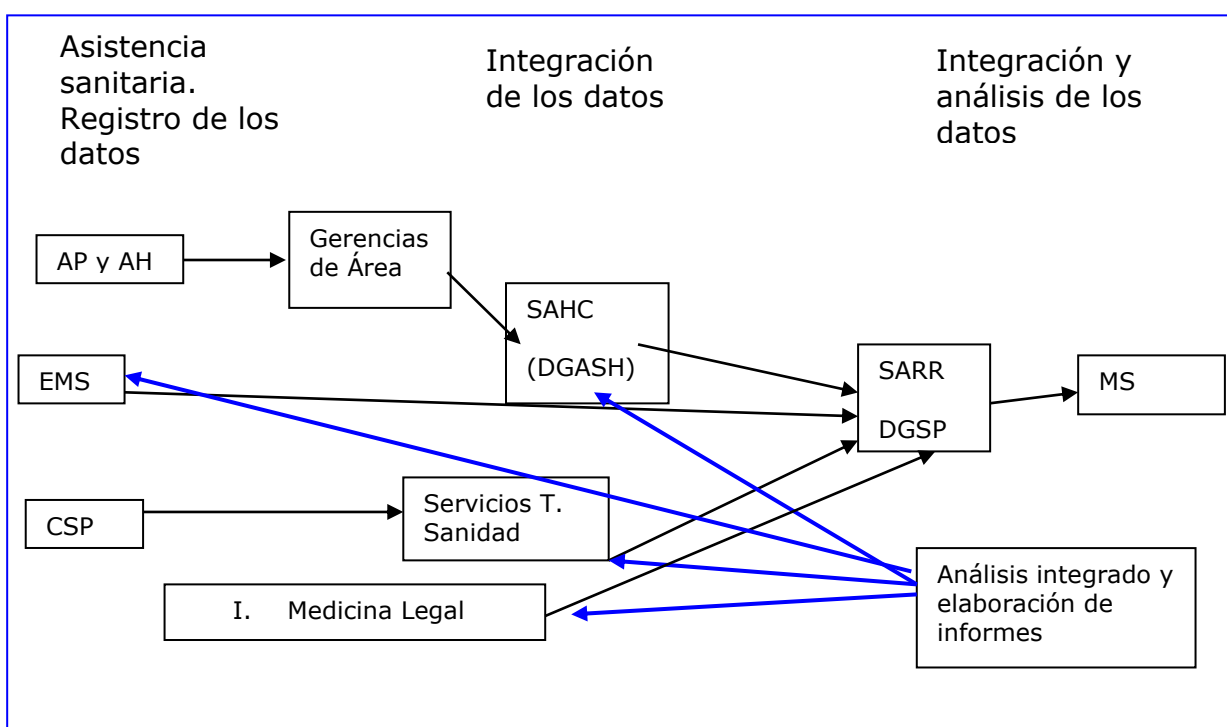 Asistencia
sanitaria.
Registro de los
datos
Integración
de los datos
Integración y
análisis de los
datos
AP y AH
Gerencias
de Área
SAHC
(DGASH)
EMS
SARR
DGSP
MS
CSP
Servicios T.
Sanidad
I. Medicina Legal
Análisis integrado y
elaboración de
informes